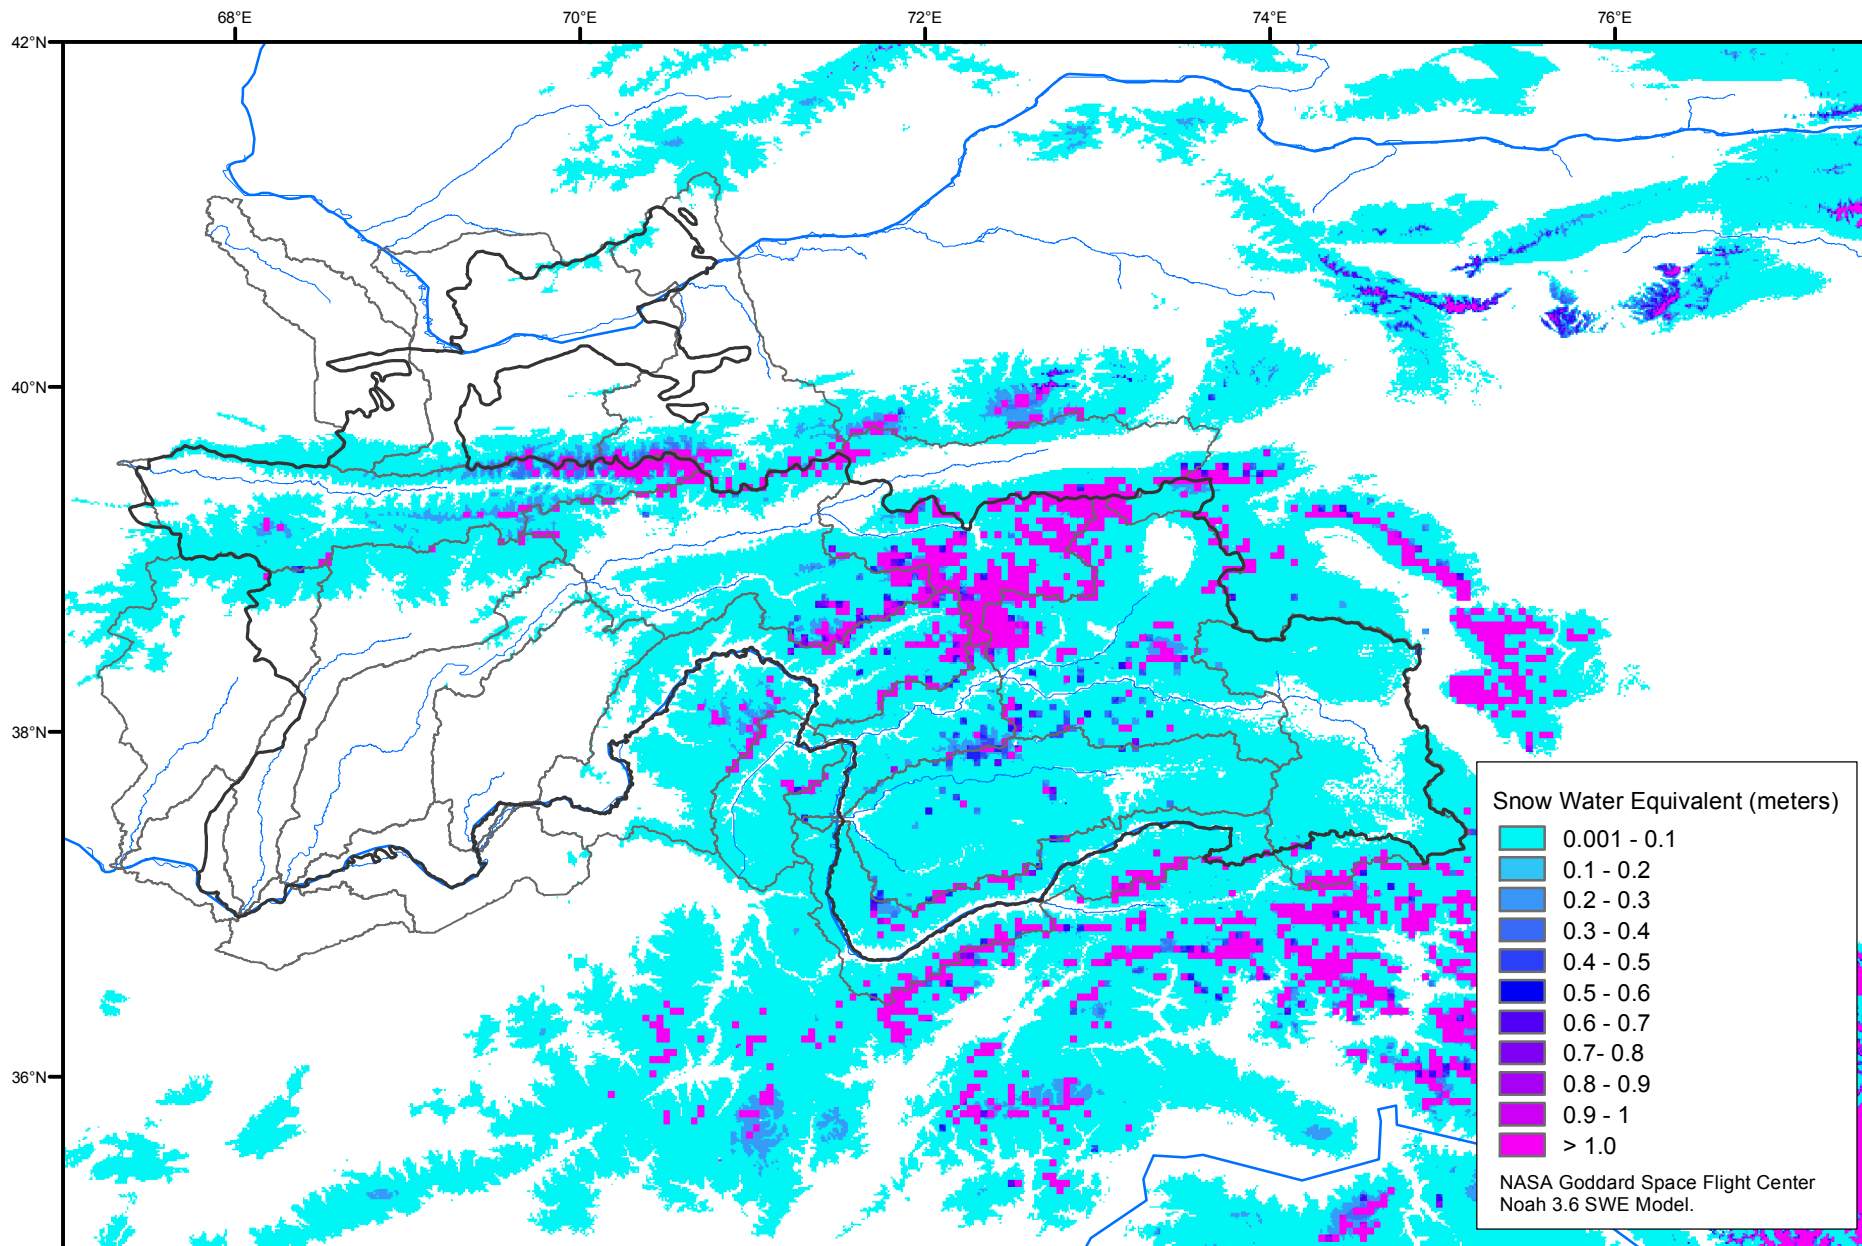 68°E 70°E 72°E 74°E 76°E
42°N
40°N
38°N
36°N
Snow Water Equivalent (meters)
0.001 - 0.1
0.1 - 0.2
0.2 - 0.3
0.3 - 0.4
0.4 - 0.5
0.5 - 0.6
0.6 - 0.7
0.7- 0.8
0.8 - 0.9
0.9 - 1
> 1.0
NASA Goddard Space Flight Center
Noah 3.6 SWE Model.